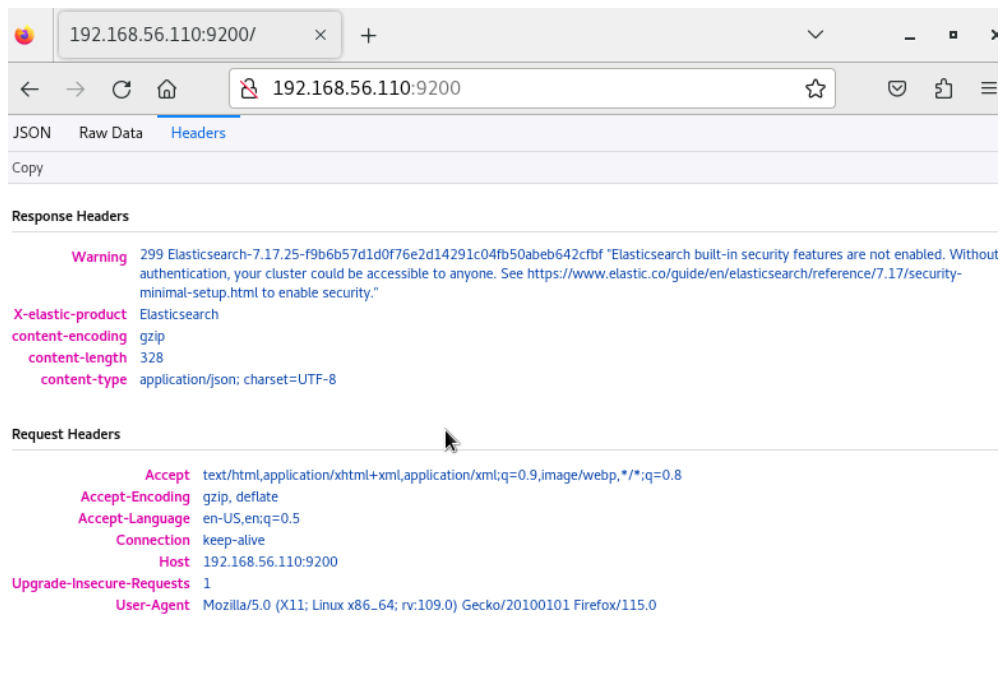 192.168.56.110:9200/
192.168.56.110:9200
JSON Raw Data Headers
Copy
Response Headers
Warning 299 Elasticsearch-7.17.25-f9b6b57d1d0f76e2d14291c04fb50abeb642cfbf "Elasticsearch built-in security features are not enabled. Without
authentication, your cluster could be accessible to anyone. See https://www.elastic.co/guide/en/elasticsearch/reference/7.17/security-
minimal-setup.html to enable security."
X-elastic-product Elasticsearch
content-encoding gzip
content-length 328
content-type application/json; charset=UTF-8
Request Headers
Accept text/html,application/xhtml+xml,application/xml;q=0.9,image/webp,*/*;q=0.8
Accept-Encoding gzip, deflate
Accept-Language en-US,en;q=0.5
Connection keep-alive
Host 192.168.56.110:9200
Upgrade-Insecure-Requests 1
User-Agent Mozilla/5.0 (X11; Linux x86_64; rv:109.0) Gecko/20100101 Firefox/115.0